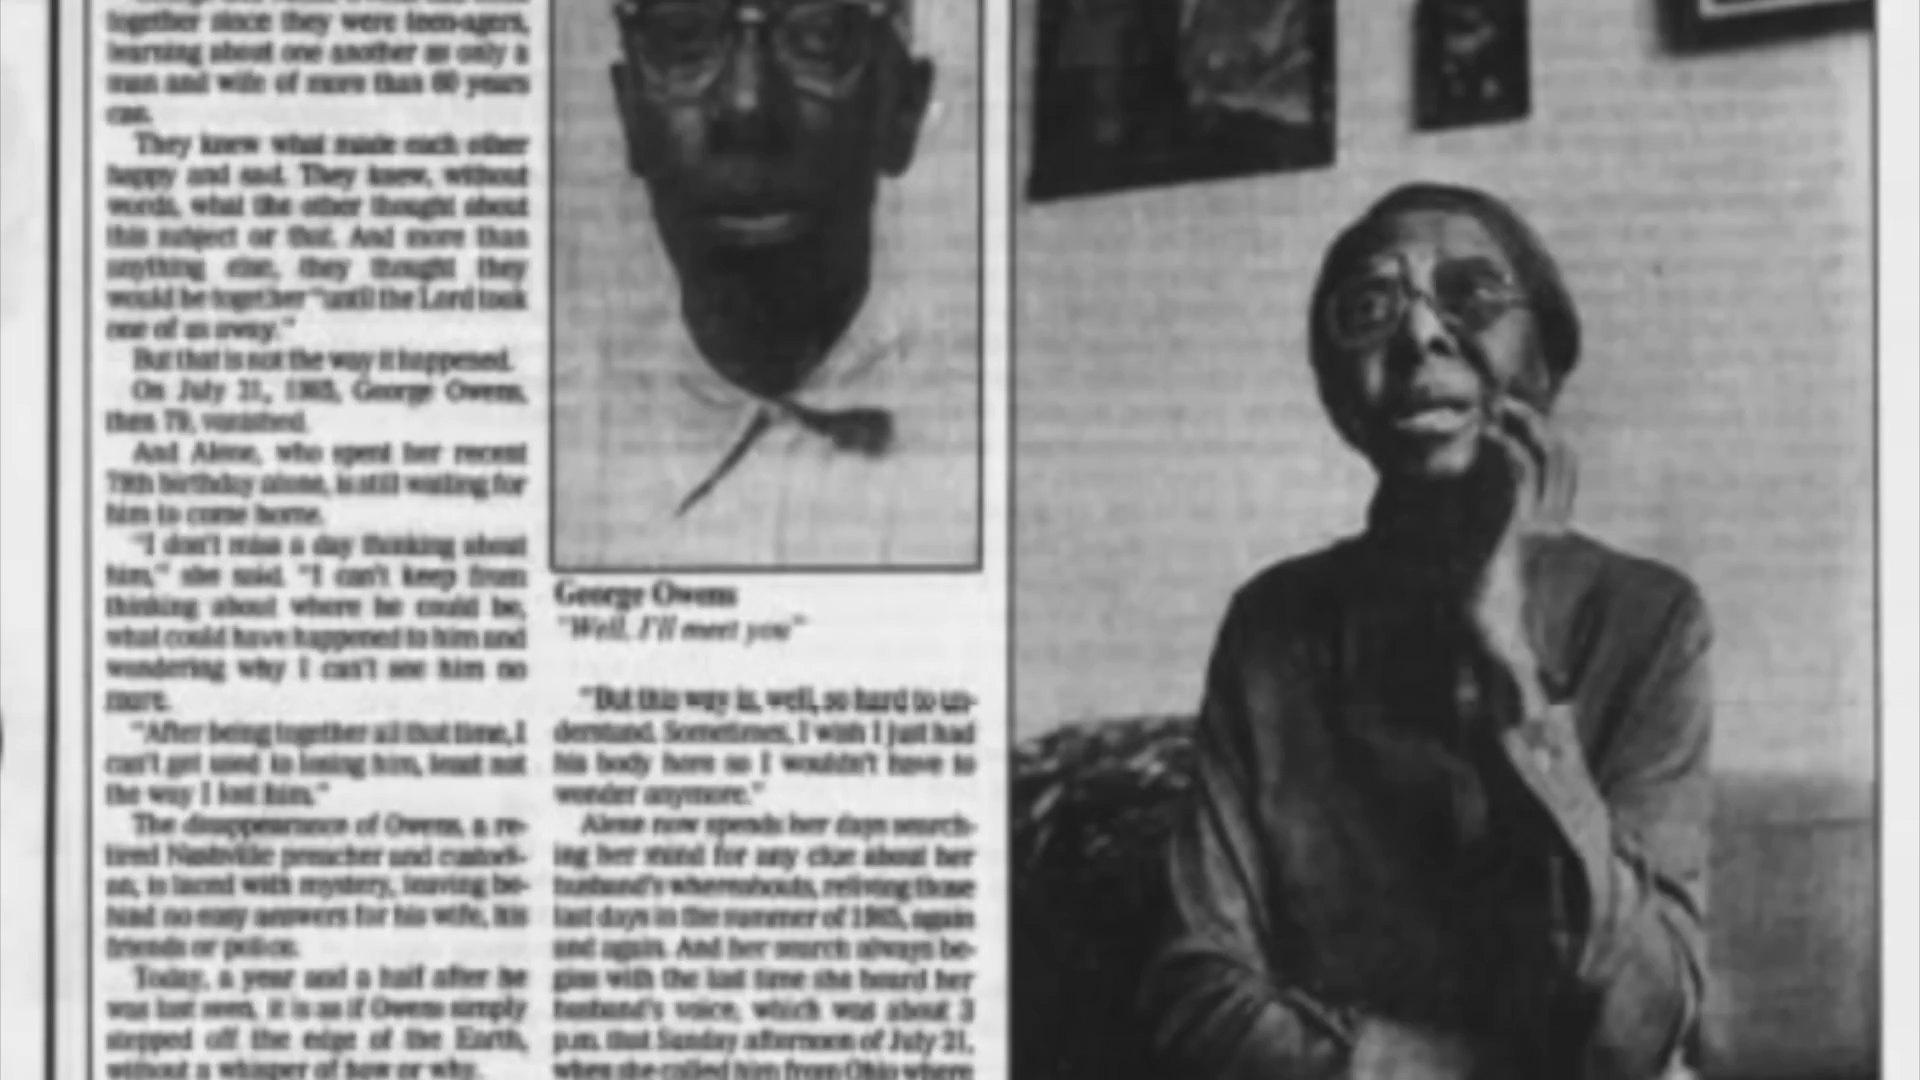 together since they were teen-agers,
learning about one another as only a
man and wife of more than 60 years
can.
They knew what made each other
happy and sad. They knew, without
words, what the other thought about
this subject or that. And more than
anything else, they thought they
would be together "until the Lord took
one of us away."
But that is not the way it happened.
On July 21, 1985, George Owens,
then 79, vanished.
And Alene, who spent her recent
78th birthday alone, is still waiting for
him to come home.
"I don't miss a day thinking about
him," she said. "I can't keep from
thinking about where he could be,
what could have happened to him and
wondering why I can't see him no
more.
"After being together all that time, I
can't get used to losing him, least not
the way I lost him."
The disappearance of Owens, a re-
tired Nashville preacher and custodi-
an, is laced with mystery, leaving be-
hind no easy answers for his wife, his
friends or police.
Today, a year and a half after he
was last seen, it is as if Owens simply
stepped off the edge of the Earth,
without a whisper of how or why.
George Owens
"Well, I'll meet you"
"But this way is, well, so hard to un-
derstand. Sometimes, I wish I just had
his body here so I wouldn't have to
wonder anymore."
Alene now spends her days search-
ing her mind for any clue about her
husband's whereabouts, reliving those
last days in the summer of 1985, again
and again. And her search always be-
gins with the last time she heard her
husband's voice, which was about 3
p.m. that Sunday afternoon of July 21,
when she called him from Ohio where